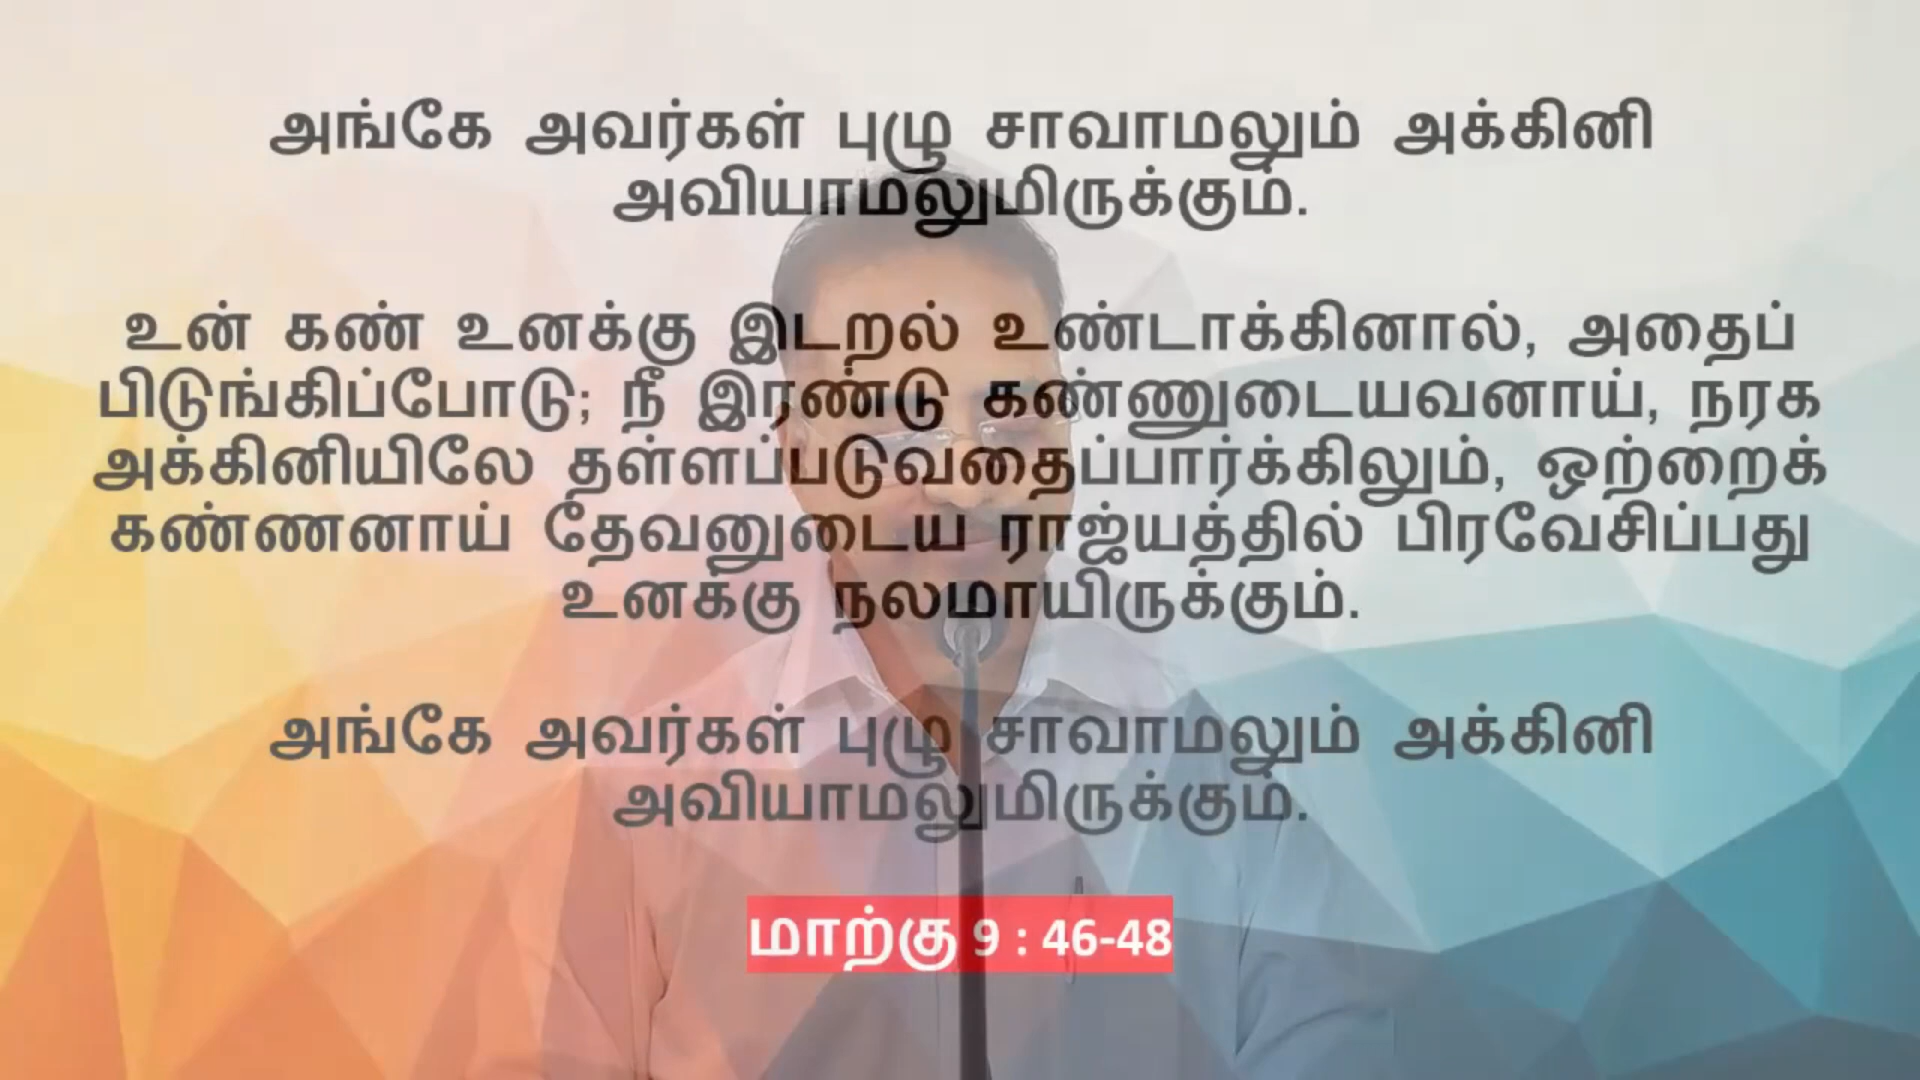 அங்கே அவர்கள் புழு சாவாமலும் அக்கினி
அவியாமலுமிருக்கும்.
உன் கண் உனக்கு இடறல் உண்டாக்கினால், அதைப்
பிடுங்கிப்போடு; நீ இரண்டு கண்ணுடையவனாய், நரக
அக்கினியிலே தள்ளப்படுவதைப்பார்க்கிலும், ஒற்றைக்
கண்ணனாய் தேவனுடைய ராஜ்யத்தில் பிரவேசிப்பது
உனக்கு நலமாயிருக்கும்.
அங்கே அவர்கள் புழு சாவாமலும் அக்கினி
அவியாமலுமிருக்கும்.
மாற்கு 9 : 46-48